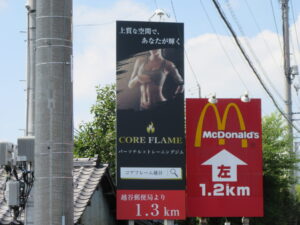 上質な空間で、
あなたが輝く
CORE FLAME
パーソナルトレーニングジム
コアフレーム越谷
越谷郵便局より
1.3 km
McDonald's
左
1.2km